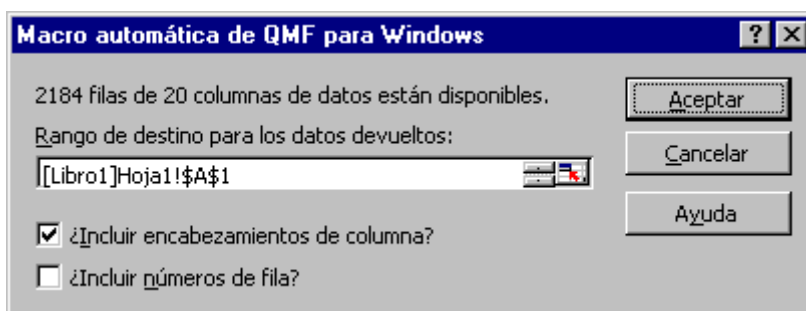 Macro automática de QMF para Windows
2184 filas de 20 columnas de datos están disponibles.
Aceptar
Rango de destino para los datos devueltos:
[Libro1]Hoja1!$A$1
Cancelar
Ayuda
¿Incluir encabezamientos de columna?
¿Incluir números de fila?